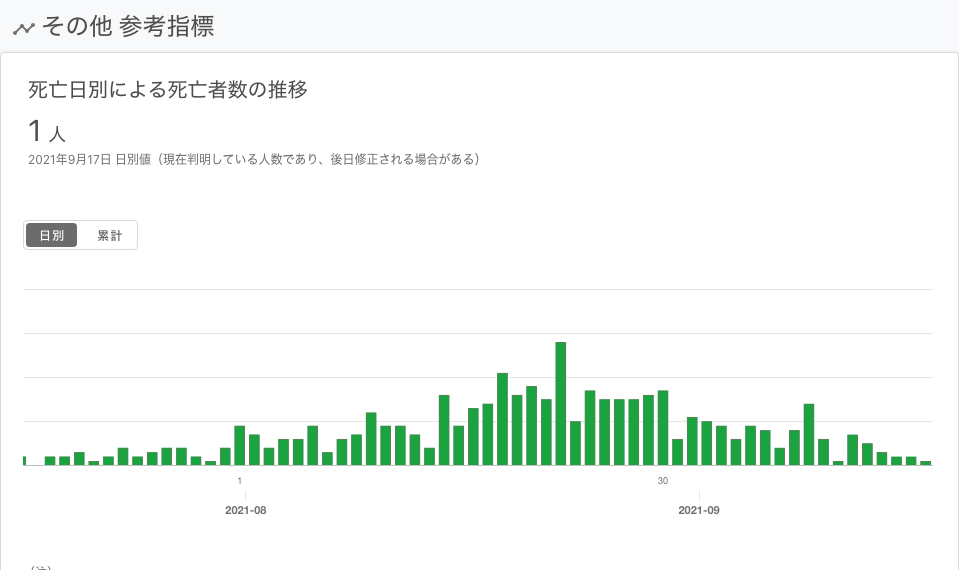 その他 参考指標
死亡日別による死亡者数の推移
1 人
2021年9月17日 日別値（現在判明している人数であり、後日修正される場合がある）
日別 累計
1 30
2021-08 2021-09
（注）